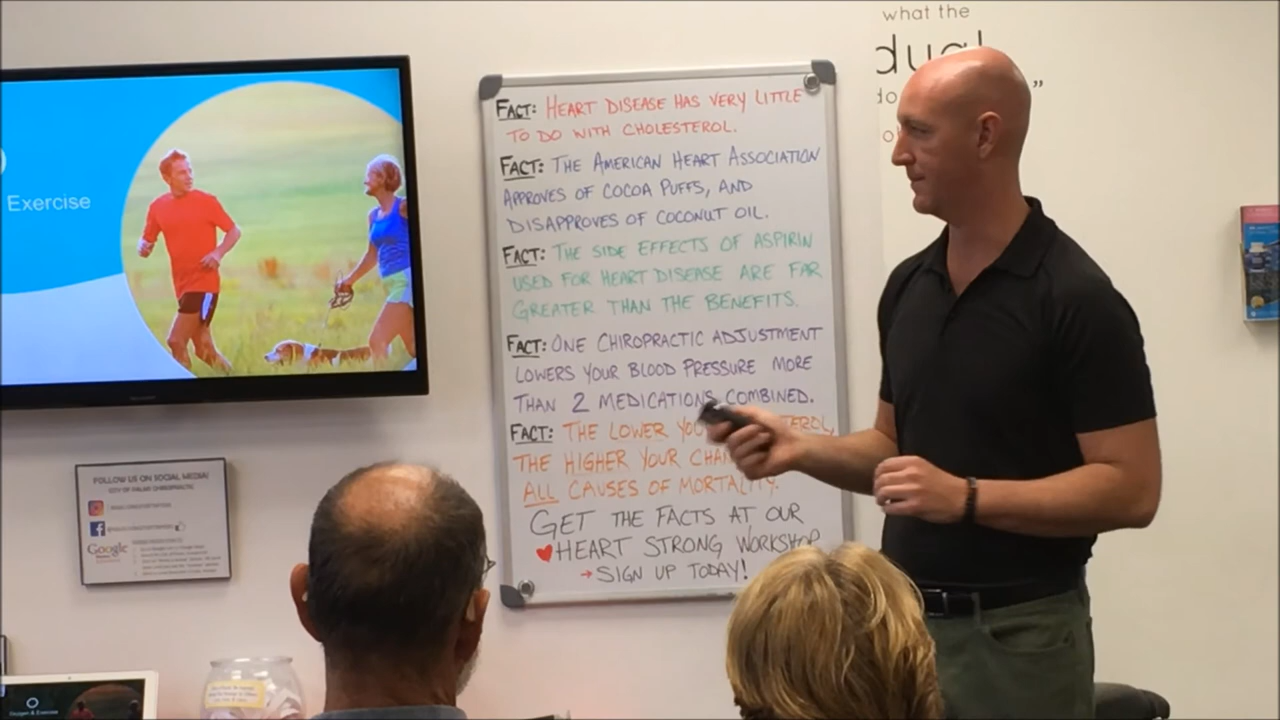 what the
dual
do
”
Exercise
FACT: HEART DISEASE HAS VERY LITTLE
TO DO WITH CHOLESTEROL.
FACT: THE AMERICAN HEART ASSOCIATION
APPROVES OF COCOA PUFFS, AND
DISAPPROVES OF COCONUT OIL.
FACT: THE SIDE EFFECTS OF ASPIRIN
USED FOR HEART DISEASE ARE FAR
GREATER THAN THE BENEFITS.
FACT: ONE CHIROPRACTIC ADJUSTMENT
LOWERS YOUR BLOOD PRESSURE MORE
THAN 2 MEDICATIONS COMBINED.
FACT: THE LOWER
THE HIGHER YOUR
ALL CAUSES OF MORTALITY.
GET THE FACTS AT OUR
HEART STRONG WORKSHOP
→SIGN UP TODAY!
FOLLOW US ON SOCIAL MEDIA!
Google
Oxygen & Exercise